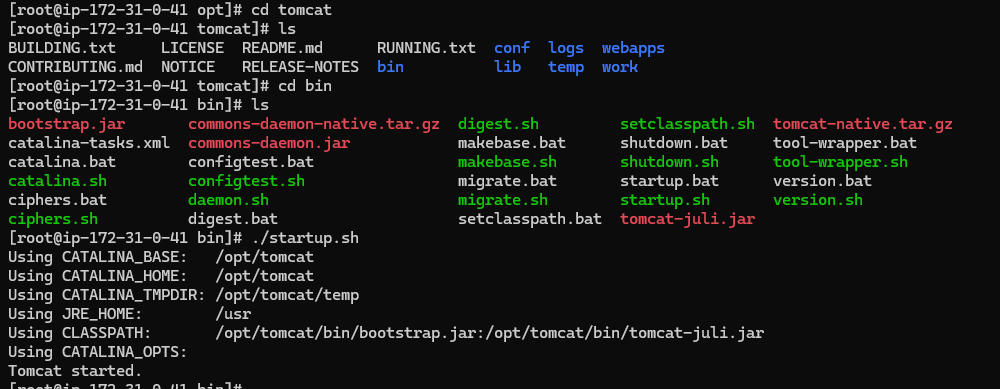 [root@ip-172-31-0-41 opt]# cd tomcat
[root@ip-172-31-0-41 tomcat]# ls
BUILDING.txt     LICENSE  README.md      RUNNING.txt  conf  logs  webapps
CONTRIBUTING.md  NOTICE   RELEASE-NOTES  bin          lib   temp  work
[root@ip-172-31-0-41 tomcat]# cd bin
[root@ip-172-31-0-41 bin]# ls
bootstrap.jar       commons-daemon-native.tar.gz  digest.sh         setclasspath.sh  tomcat-native.tar.gz
catalina-tasks.xml  commons-daemon.jar            makebase.bat      shutdown.bat     tool-wrapper.bat
catalina.bat        configtest.bat                makebase.sh       shutdown.sh      tool-wrapper.sh
catalina.sh         configtest.sh                 migrate.bat       startup.bat      version.bat
ciphers.bat         daemon.sh                     migrate.sh        startup.sh       version.sh
ciphers.sh          digest.bat                    setclasspath.bat  tomcat-juli.jar
[root@ip-172-31-0-41 bin]# ./startup.sh
Using CATALINA_BASE:   /opt/tomcat
Using CATALINA_HOME:   /opt/tomcat
Using CATALINA_TMPDIR: /opt/tomcat/temp
Using JRE_HOME:        /usr
Using CLASSPATH:       /opt/tomcat/bin/bootstrap.jar:/opt/tomcat/bin/tomcat-juli.jar
Using CATALINA_OPTS:
Tomcat started.
[root@ip-172-31-0-41 bin]#